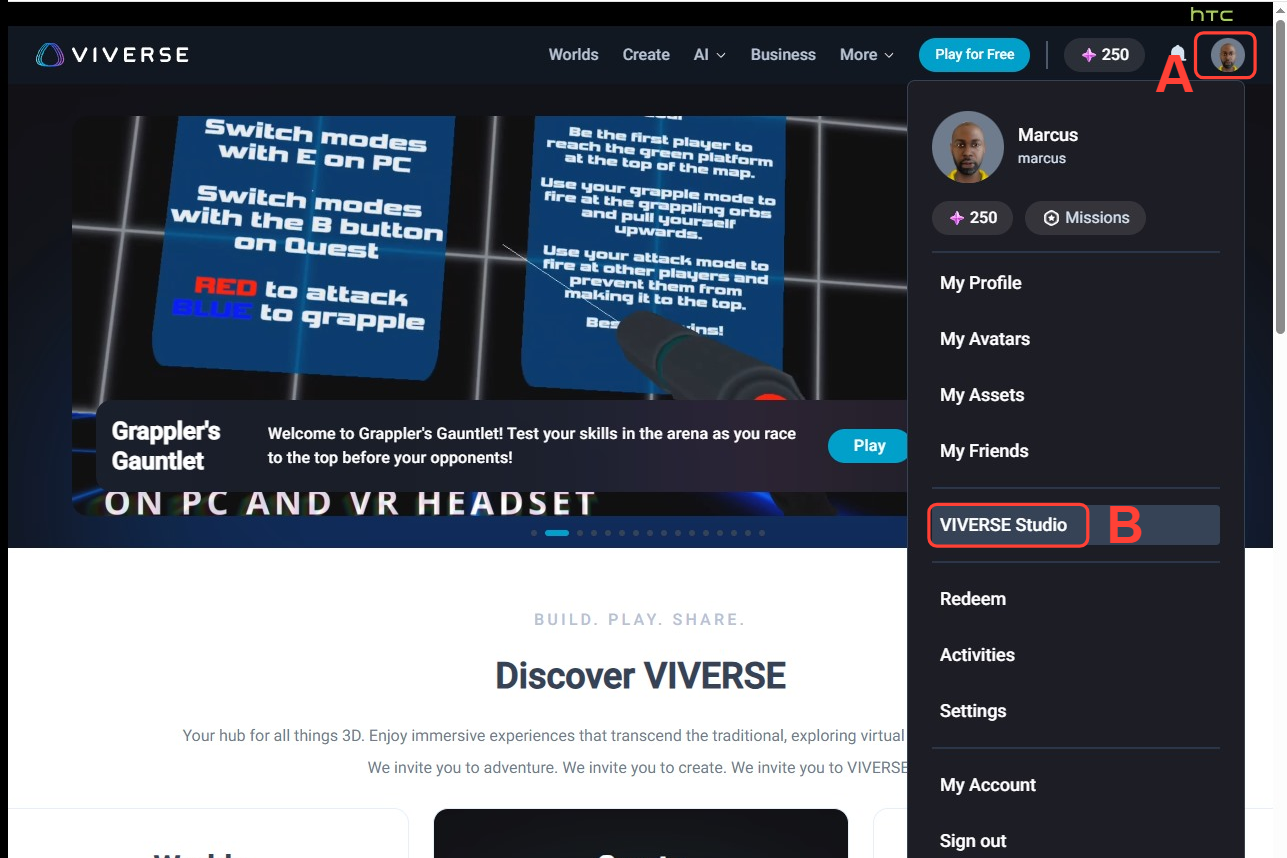 hTC
VIVERSE
Worlds
Create
AI
Business
More
Play for Free
250
A
Switch modes
with E on PC
Switch modes
with the B button
on Quest
RED to attack
BLUE to grapple
Be the first player to
reach the green platform
at the top of the map.
Use your grapple mode to
fire at the grappling orbs
and pull yourself
upwards.
Use your attack mode to
fire at other players and
prevent them from
making it to the top.
Grappler's
Gauntlet
Welcome to Grappler's Gauntlet! Test your skills in the arena as you race
to the top before your opponents!
Play
ON PC AND VR HEADSET
Marcus
marcus
250
Missions
My Profile
My Avatars
My Assets
My Friends
VIVERSE Studio
B
Redeem
Activities
Settings
My Account
Sign out
BUILD. PLAY. SHARE.
Discover VIVERSE
Your hub for all things 3D. Enjoy immersive experiences that transcend the traditional, exploring virtual
We invite you to adventure. We invite you to create. We invite you to VIVERSE